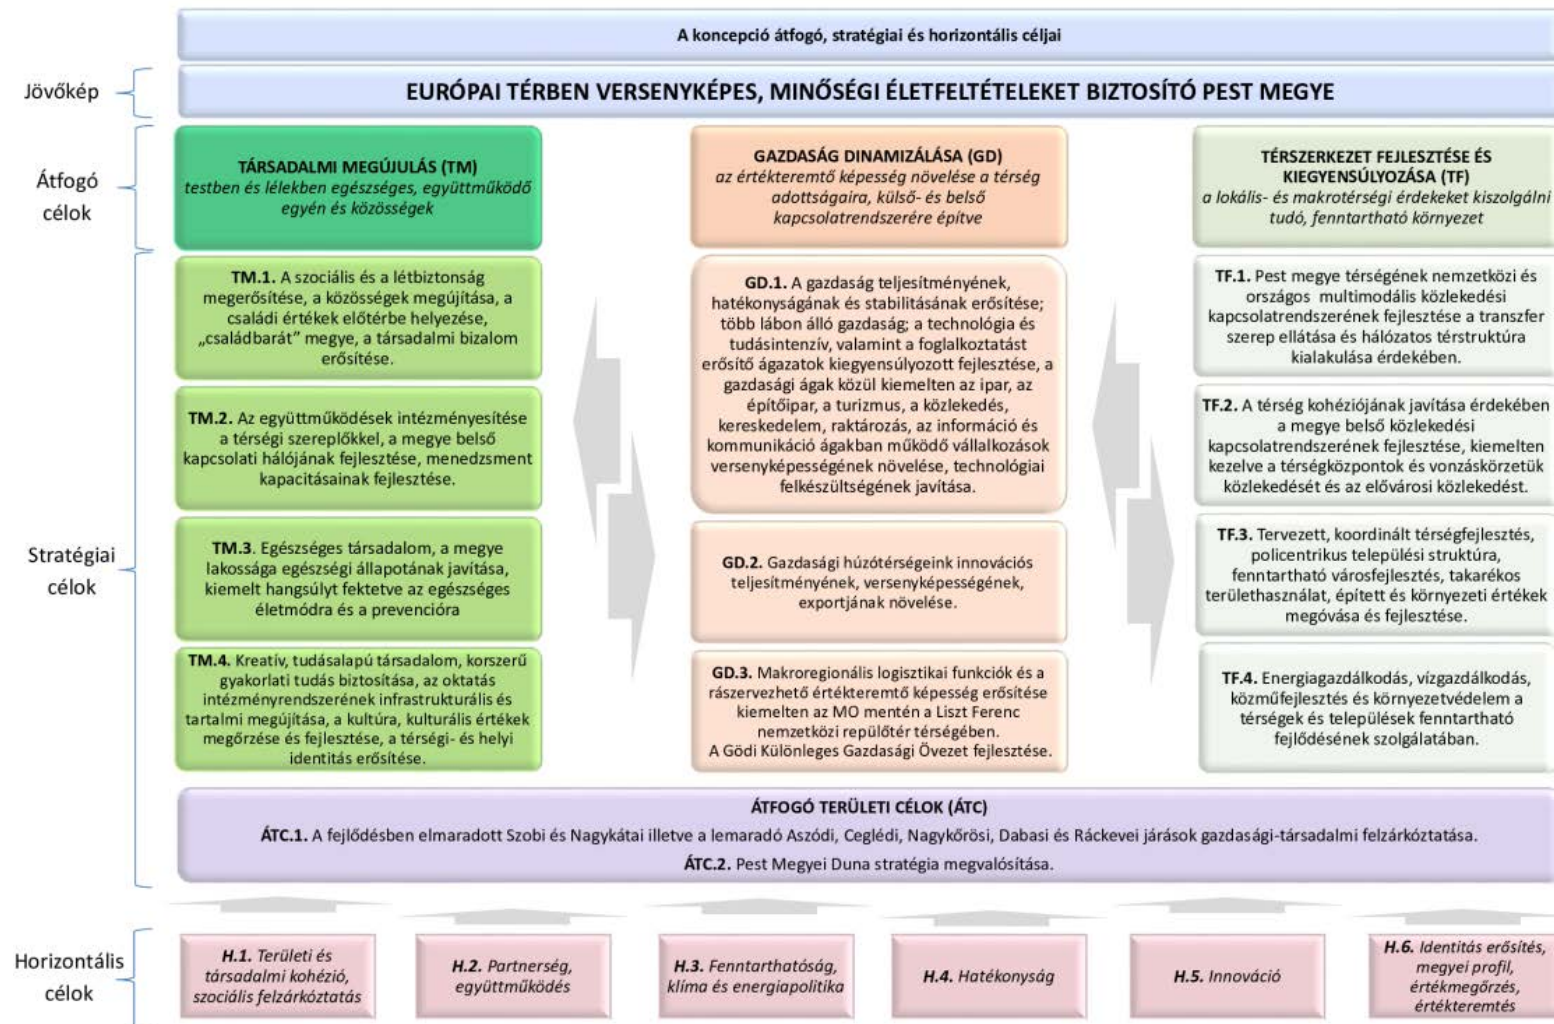 A koncepció átfogó, stratégiai és horizontális céljai
Jövőkép
EURÓPAI TÉRBEN VERSENYKÉPES, MINŐSÉGI ÉLETFELTÉTELEKET BIZTOSÍTÓ PEST MEGYE
Átfogó
célok
TÁRSADALMI MEGÚJULÁS (TM)
testben és lélekben egészséges, együttműködő
egyén és közösségek
GAZDASÁG DINAMIZÁLÁSA (GD)
az értékteremtő képesség növelése a térség
adottságaira, külső- és belső
kapcsolatrendszerére építve
TÉRSZERKEZET FEJLESZTÉSE ÉS
KIEGYENSÚLYOZÁSA (TF)
a lokális- és makrotérségi érdekeket kiszolgálni
tudó, fenntartható környezet
Stratégiai
célok
TM.1. A szociális és a létbiztonság
megerősítése, a közösségek megújítása, a
családi értékek előtérbe helyezése,
„családbarát” megye, a társadalmi bizalom
erősítése.
TM.2. Az együttműködések intézményesítése
a térségi szereplőkkel, a megye belső
kapcsolati hálójának fejlesztése, menedzsment
kapacitásainak fejlesztése.
TM.3. Egészséges társadalom, a megye
lakossága egészségi állapotának javítása,
kiemelt hangsúlyt fektetve az egészséges
életmódra és a prevencióra
TM.4. Kreatív, tudásalapú társadalom, korszerű
gyakorlati tudás biztosítása, az oktatás
intézményrendszerének infrastrukturális és
tartalmi megújítása, a kultúra, kulturális értékek
megőrzése és fejlesztése, a térségi- és helyi
identitás erősítése.
GD.1. A gazdaság teljesítményének,
hatékonyságának és stabilitásának erősítése;
több lábon álló gazdaság; a technológia és
tudásintenzív, valamint a foglalkoztatást
erősítő ágazatok kiegyensúlyozott fejlesztése, a
gazdasági ágak közül kiemelten az ipar, az
építőipar, a turizmus, a közlekedés,
kereskedelem, raktározás, az információ és
kommunikáció ágakban működő vállalkozások
versenyképességének növelése, technológiai
felkészültségének javítása.
GD.2. Gazdasági húzótérségeink innovációs
teljesítményének, versenyképességének,
exportjának növelése.
GD.3. Makroregionális logisztikai funkciók és a
rászervezhető értékteremtő képesség erősítése
kiemelten az MO mentén a Liszt Ferenc
nemzetközi repülőtér térségében.
A Gödi Különleges Gazdasági Övezet fejlesztése.
TF.1. Pest megye térségének nemzetközi és
országos multimodális közlekedési
kapcsolatrendszerének fejlesztése a transzfer
szerep ellátása és hálózatos térstruktúra
kialakulása érdekében.
TF.2. A térség kohéziójának javítása érdekében
a megye belső közlekedési
kapcsolatrendszerének fejlesztése, kiemelten
kezelve a térségközpontok és vonzáskörzetük
közlekedését és az elővárosi közlekedést.
TF.3. Tervezett, koordinált térségfejlesztés,
policentrikus települési struktúra,
fenntartható városfejlesztés, takarékos
területhasználat, épített és környezeti értékek
megóvása és fejlesztése.
TF.4. Energiagazdálkodás, vízgazdálkodás,
közműfejlesztés és környezetvédelem a
térségek és települések fenntartható
fejlődésének szolgálatában.
ÁTFOGÓ TERÜLETI CÉLOK (ÁTC)
ÁTC.1. A fejlődésben elmaradott Szobi és Nagykátai illetve a lemaradó Aszódi, Ceglédi, Nagykőrösi, Dabasi és Ráckevei járások gazdasági-társadalmi felzárkóztatása.
ÁTC.2. Pest Megyei Duna stratégia megvalósítása.
Horizontális
célok
H.1. Területi és
társadalmi kohézió,
szociális felzárkóztatás
H.2. Partnerség,
együttműködés
H.3. Fenntarthatóság,
klíma és energiapolitika
H.4. Hatékonyság
H.5. Innováció
H.6. Identitás erősítés,
megyei profil,
értékmegőrzés,
értékteremtés